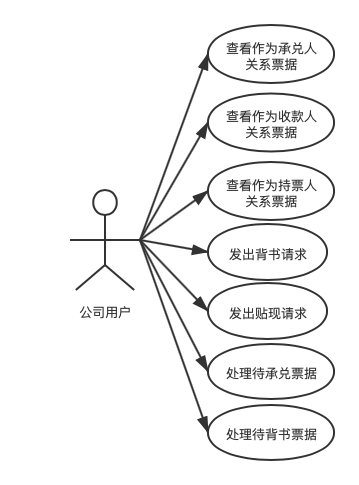 查看作为承兑人
关系票据
查看作为收款人
关系票据
查看作为持票人
关系票据
发出背书请求
发出贴现请求
公司用户
处理待承兑票据
处理待背书票据